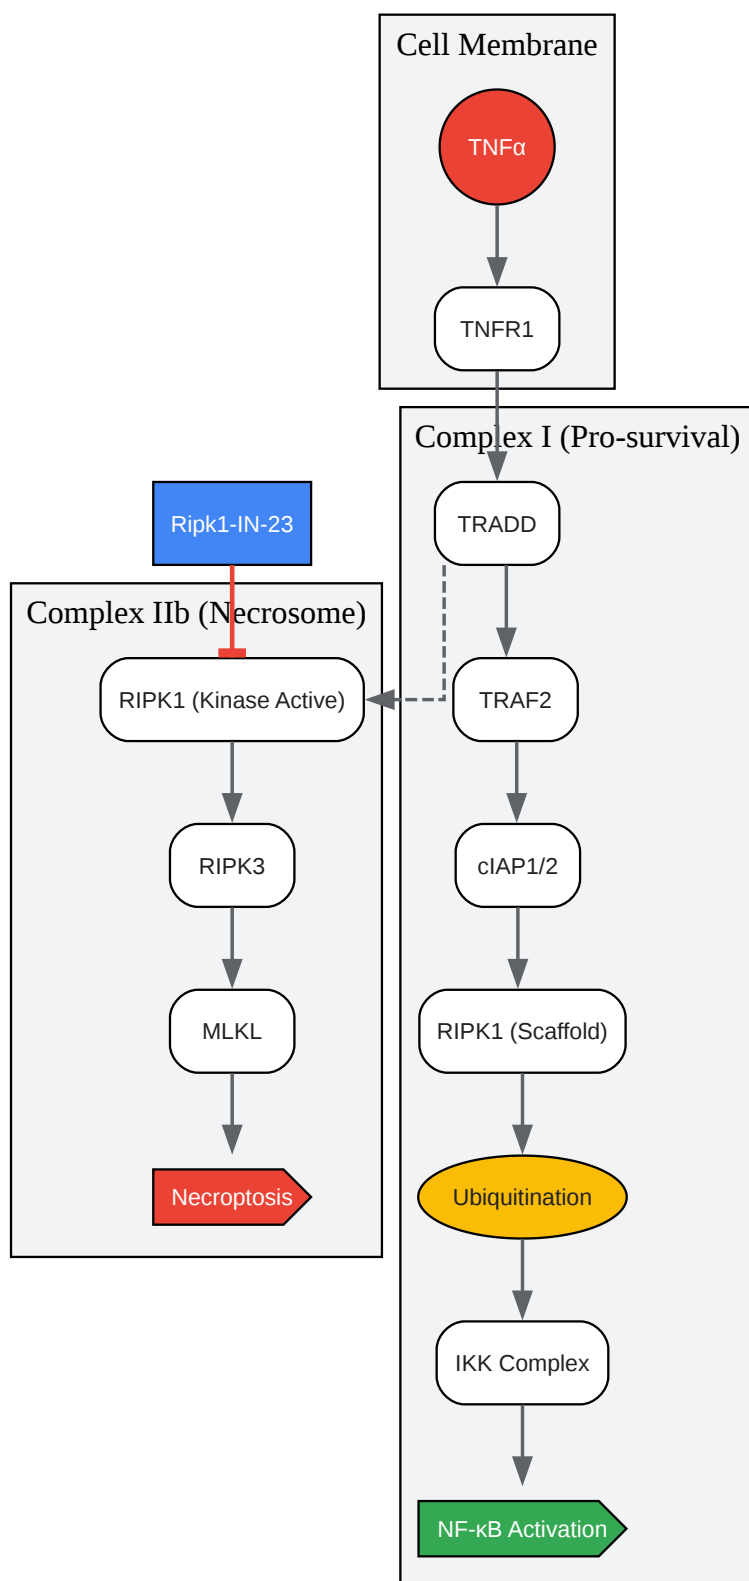 Cell Membrane
TNFα
TNFR1
Complex I (Pro-survival)
Ripk1-IN-23
TRADD
Complex IIb (Necrosome)
RIPK1 (Kinase Active)
TRAF2
RIPK3
cIAP1/2
MLKL
RIPK1 (Scaffold)
Necroptosis
Ubiquitination
IKK Complex
NF-κB Activation